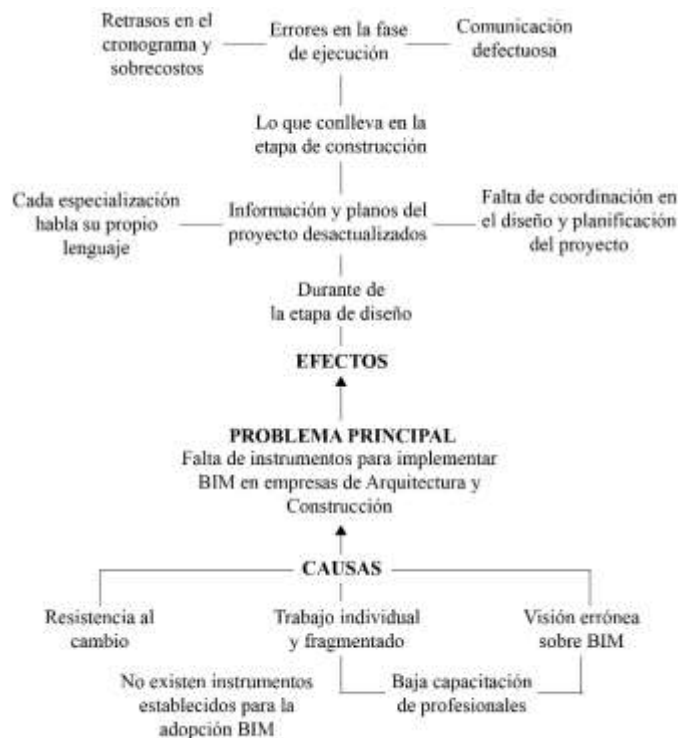 Retrasos en el
cronograma y
sobrecostos
Errores en la fase
de ejecución
Comunicación
defectuosa
Lo que conlleva en la
etapa de construcción
Cada especialización
habla su propio
lenguaje
Información y planos del
proyecto desactualizados
Falta de coordinación en
el diseño y planificación
del proyecto
Durante de
la etapa de diseño
EFECTOS
PROBLEMA PRINCIPAL
Falta de instrumentos para implementar
BIM en empresas de Arquitectura y
Construcción
CAUSAS
Resistencia al
cambio
Trabajo individual
y fragmentado
Visión errónea
sobre BIM
No existen instrumentos
establecidos para la
adopción BIM
Baja capacitación
de profesionales